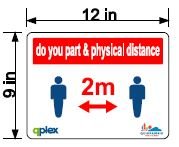 12 in
9 in
do you part & physical distance
2m
qplex